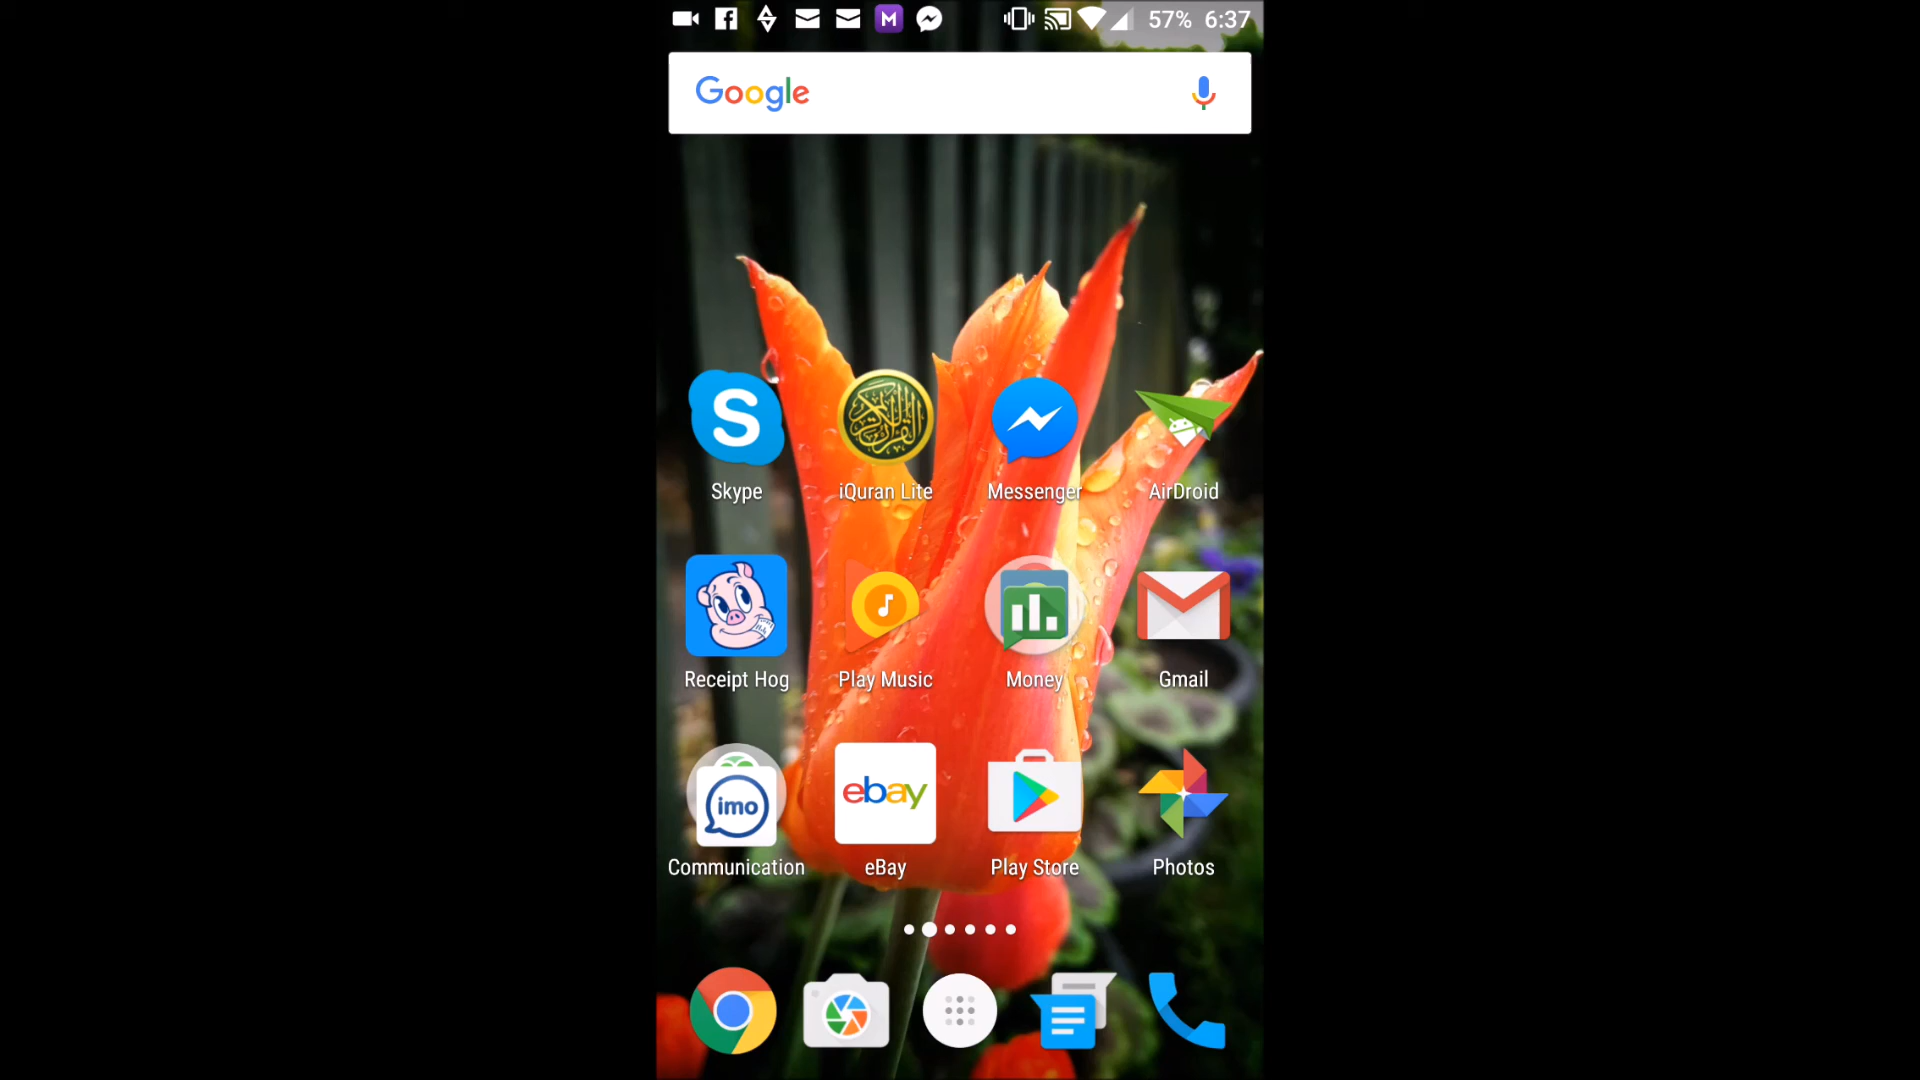 M 57% 6:37
Google
S
Skype iQuran Lite Messenger AirDroid
Receipt Hog Play Music Money Gmail
imo ebay
Communication eBay Play Store Photos